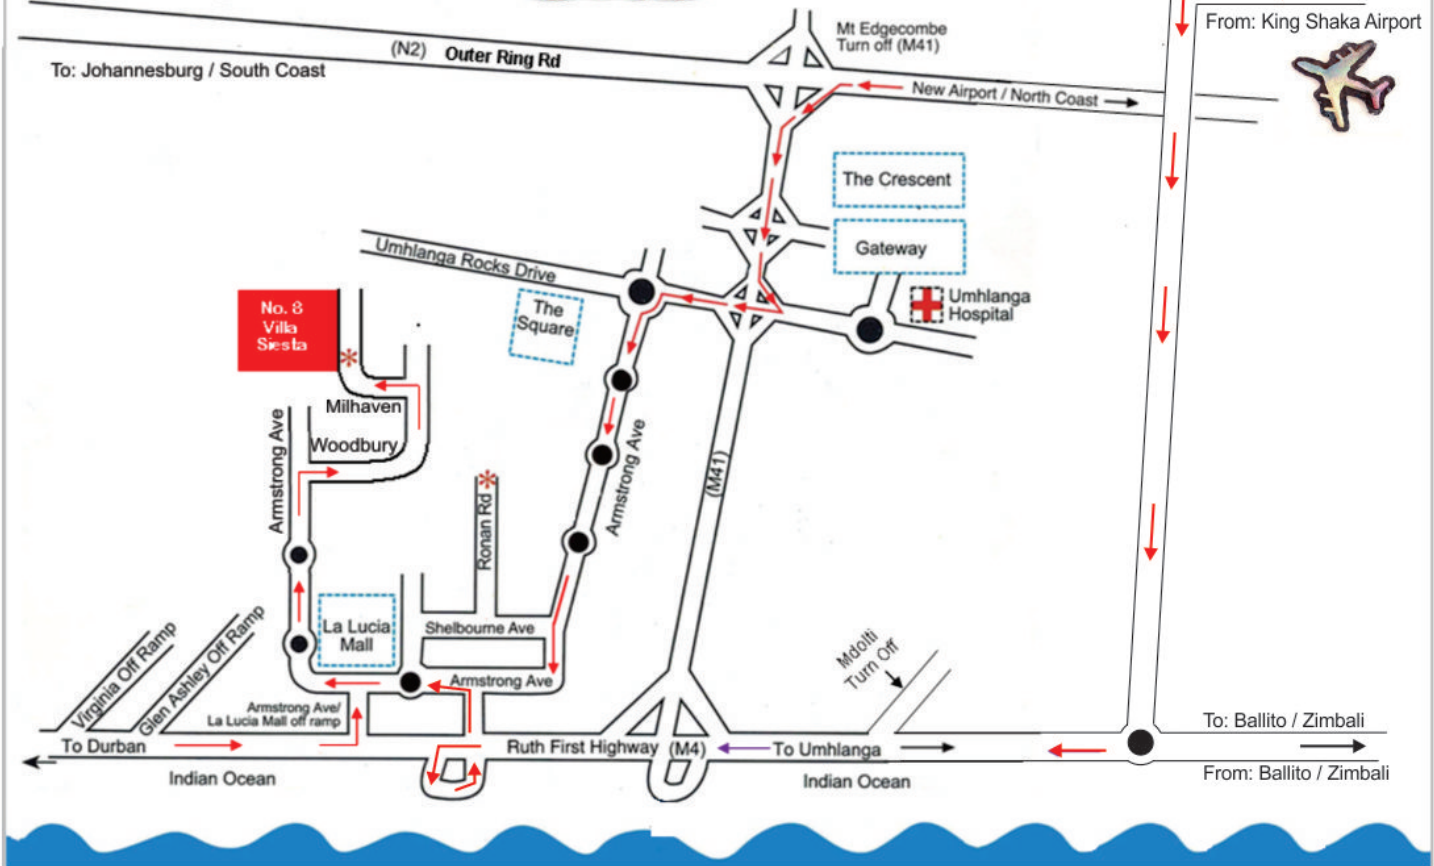 From: King Shaka Airport
Mt Edgecombe
Turn off (M41)
(N2) Outer Ring Rd
To: Johannesburg / South Coast
New Airport / North Coast
The Crescent
Gateway
Umhlanga Rocks Drive
Umhlanga
Hospital
No. 8
Villa
Siesta
The
Square
Milhaven
Woodbury
Armstrong Ave
Armstrong Ave
(M41)
Ronan Rd
La Lucia
Mall
Shelbourne Ave
Armstrong Ave
Virginia Off Ramp
Glen Ashley Off Ramp
Armstrong Ave/
La Lucia Mall off ramp
Mdolti
Turn Off
To Durban
Ruth First Highway (M4)
To Umhlanga
To: Ballito / Zimbali
From: Ballito / Zimbali
Indian Ocean
Indian Ocean